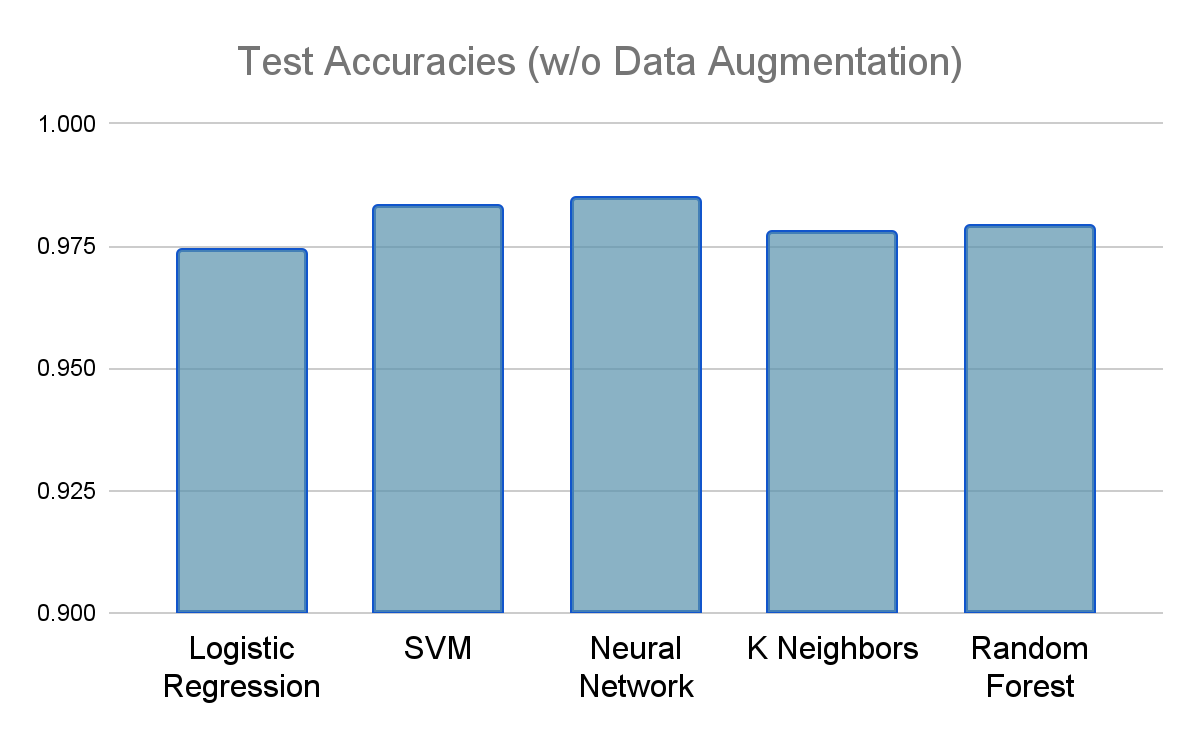 Test Accuracies (w/o Data Augmentation)
1.000
0.975
0.950
0.925
0.900
Logistic
Regression
SVM
Neural
Network
K Neighbors
Random
Forest